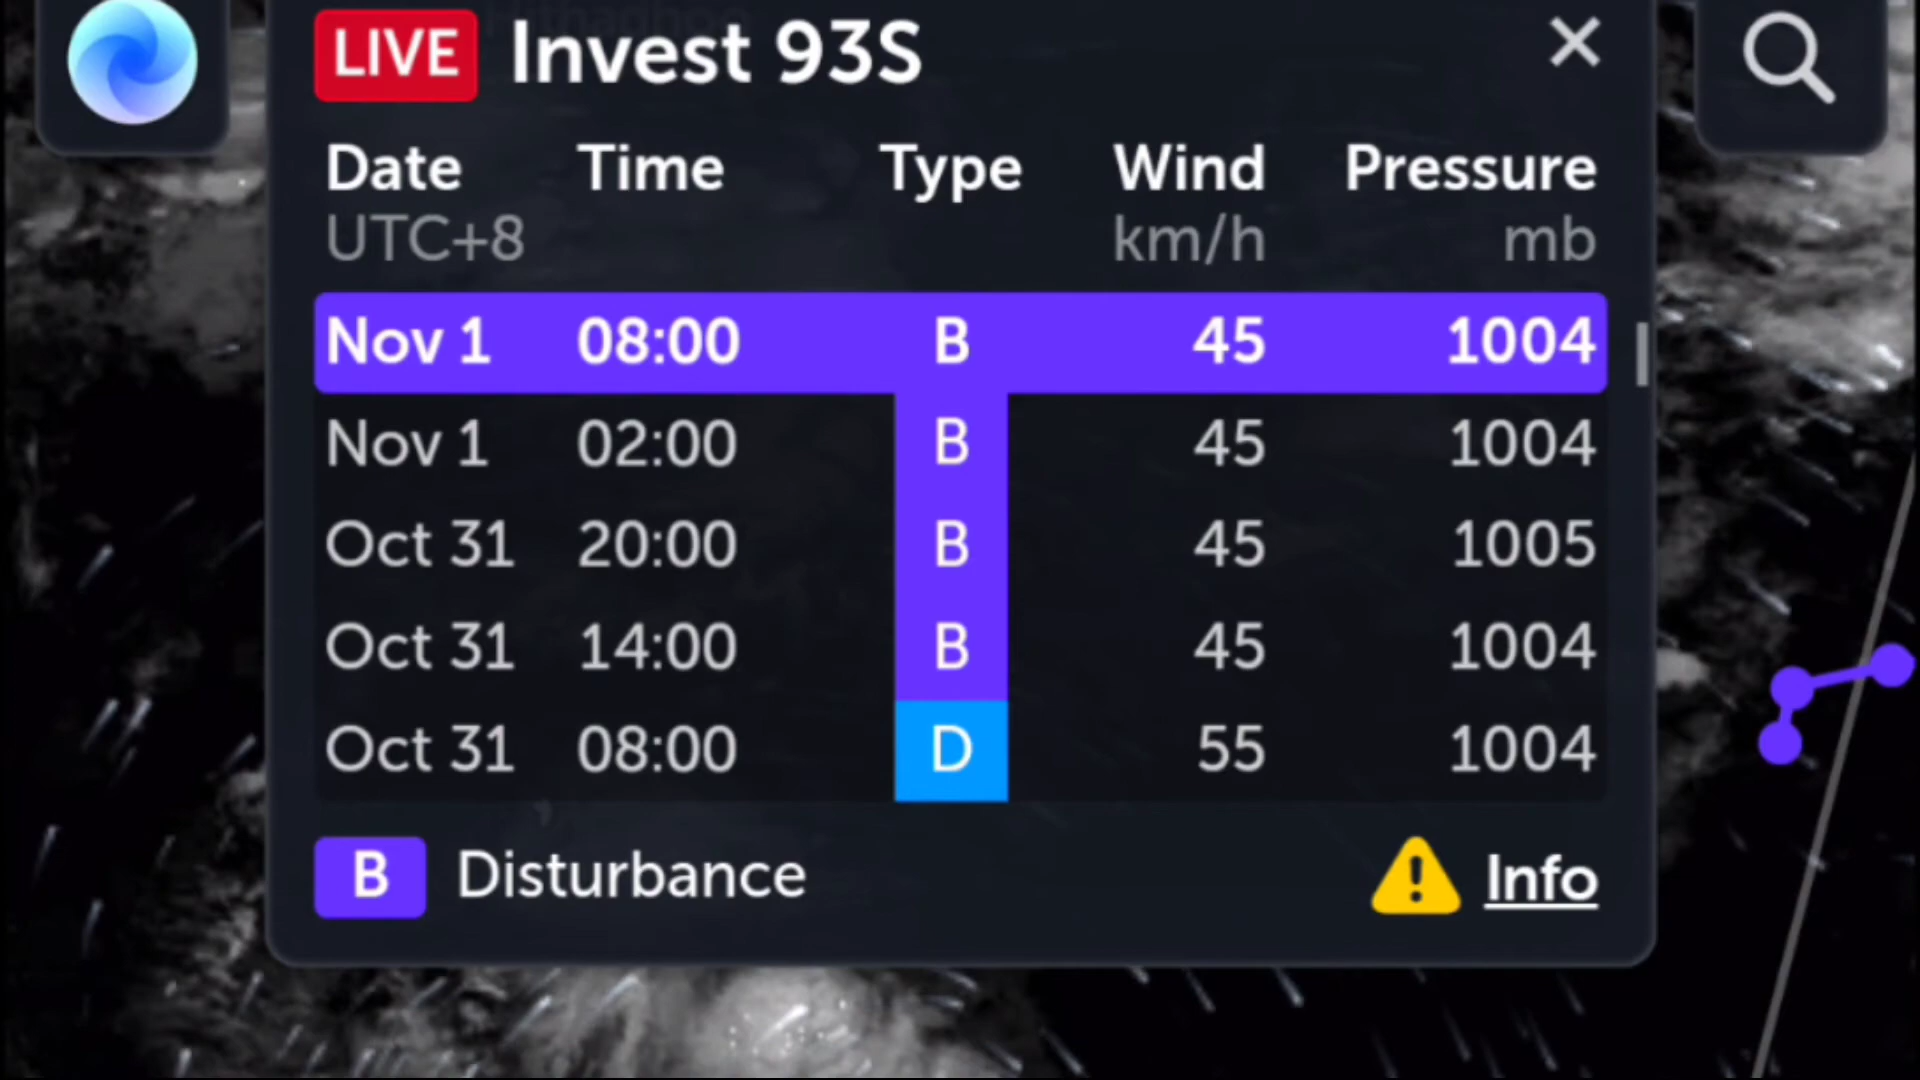 LIVE Invest 93S
Date Time Type Wind Pressure
UTC+8 km/h mb
Nov 1 08:00 B 45 1004
Nov 1 02:00 B 45 1004
Oct 31 20:00 B 45 1005
Oct 31 14:00 B 45 1004
Oct 31 08:00 D 55 1004
B Disturbance Info